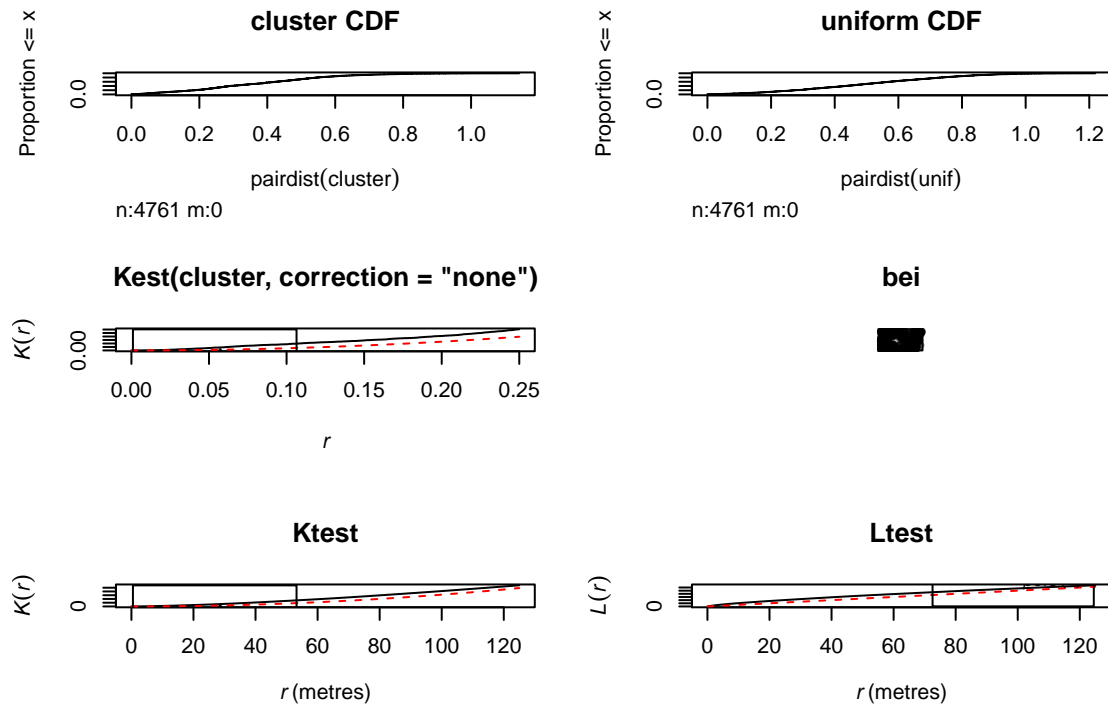 cluster CDF
Proportion <= x
0.0
0.0 0.2 0.4 0.6 0.8 1.0
pairdist(cluster)
n:4761 m:0
uniform CDF
Proportion <= x
0.0
0.0 0.2 0.4 0.6 0.8 1.0 1.2
pairdist(unif)
n:4761 m:0
Kest(cluster, correction = "none")
K(r)
0.00
0.00 0.05 0.10 0.15 0.20 0.25
r
bei
Ktest
K(r)
0
0 20 40 60 80 100 120
r (metres)
Ltest
L(r)
0
0 20 40 60 80 100 120
r (metres)